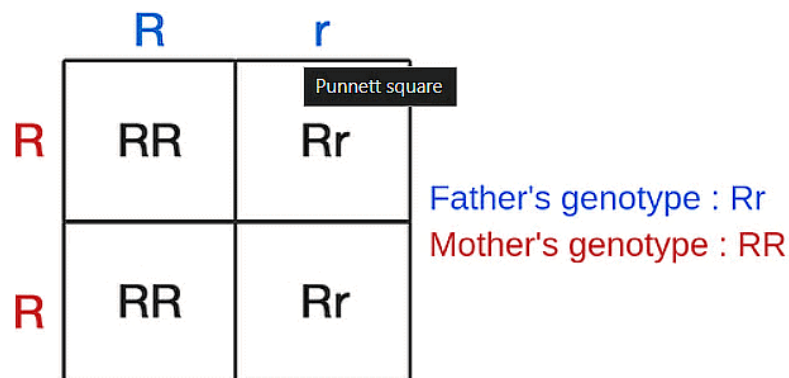 R r
Punnett square
R RR Rr
Father's genotype : Rr
Mother's genotype : RR
R RR Rr